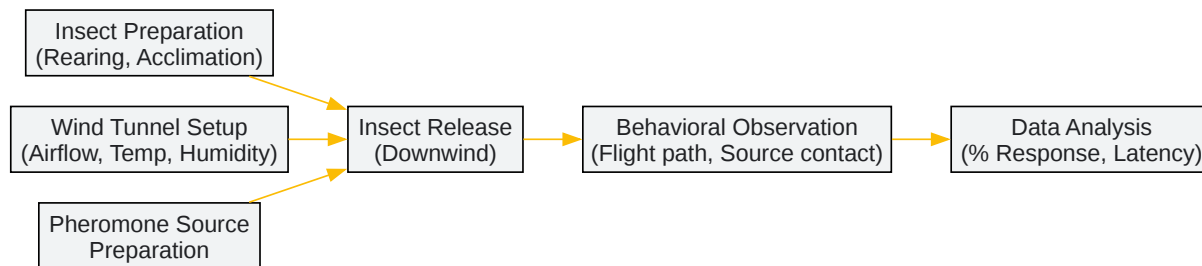 Insect Preparation
(Rearing, Acclimation)
Wind Tunnel Setup
(Airflow, Temp, Humidity)
Pheromone Source
Preparation
Insect Release
(Downwind)
Behavioral Observation
(Flight path, Source contact)
Data Analysis
(% Response, Latency)